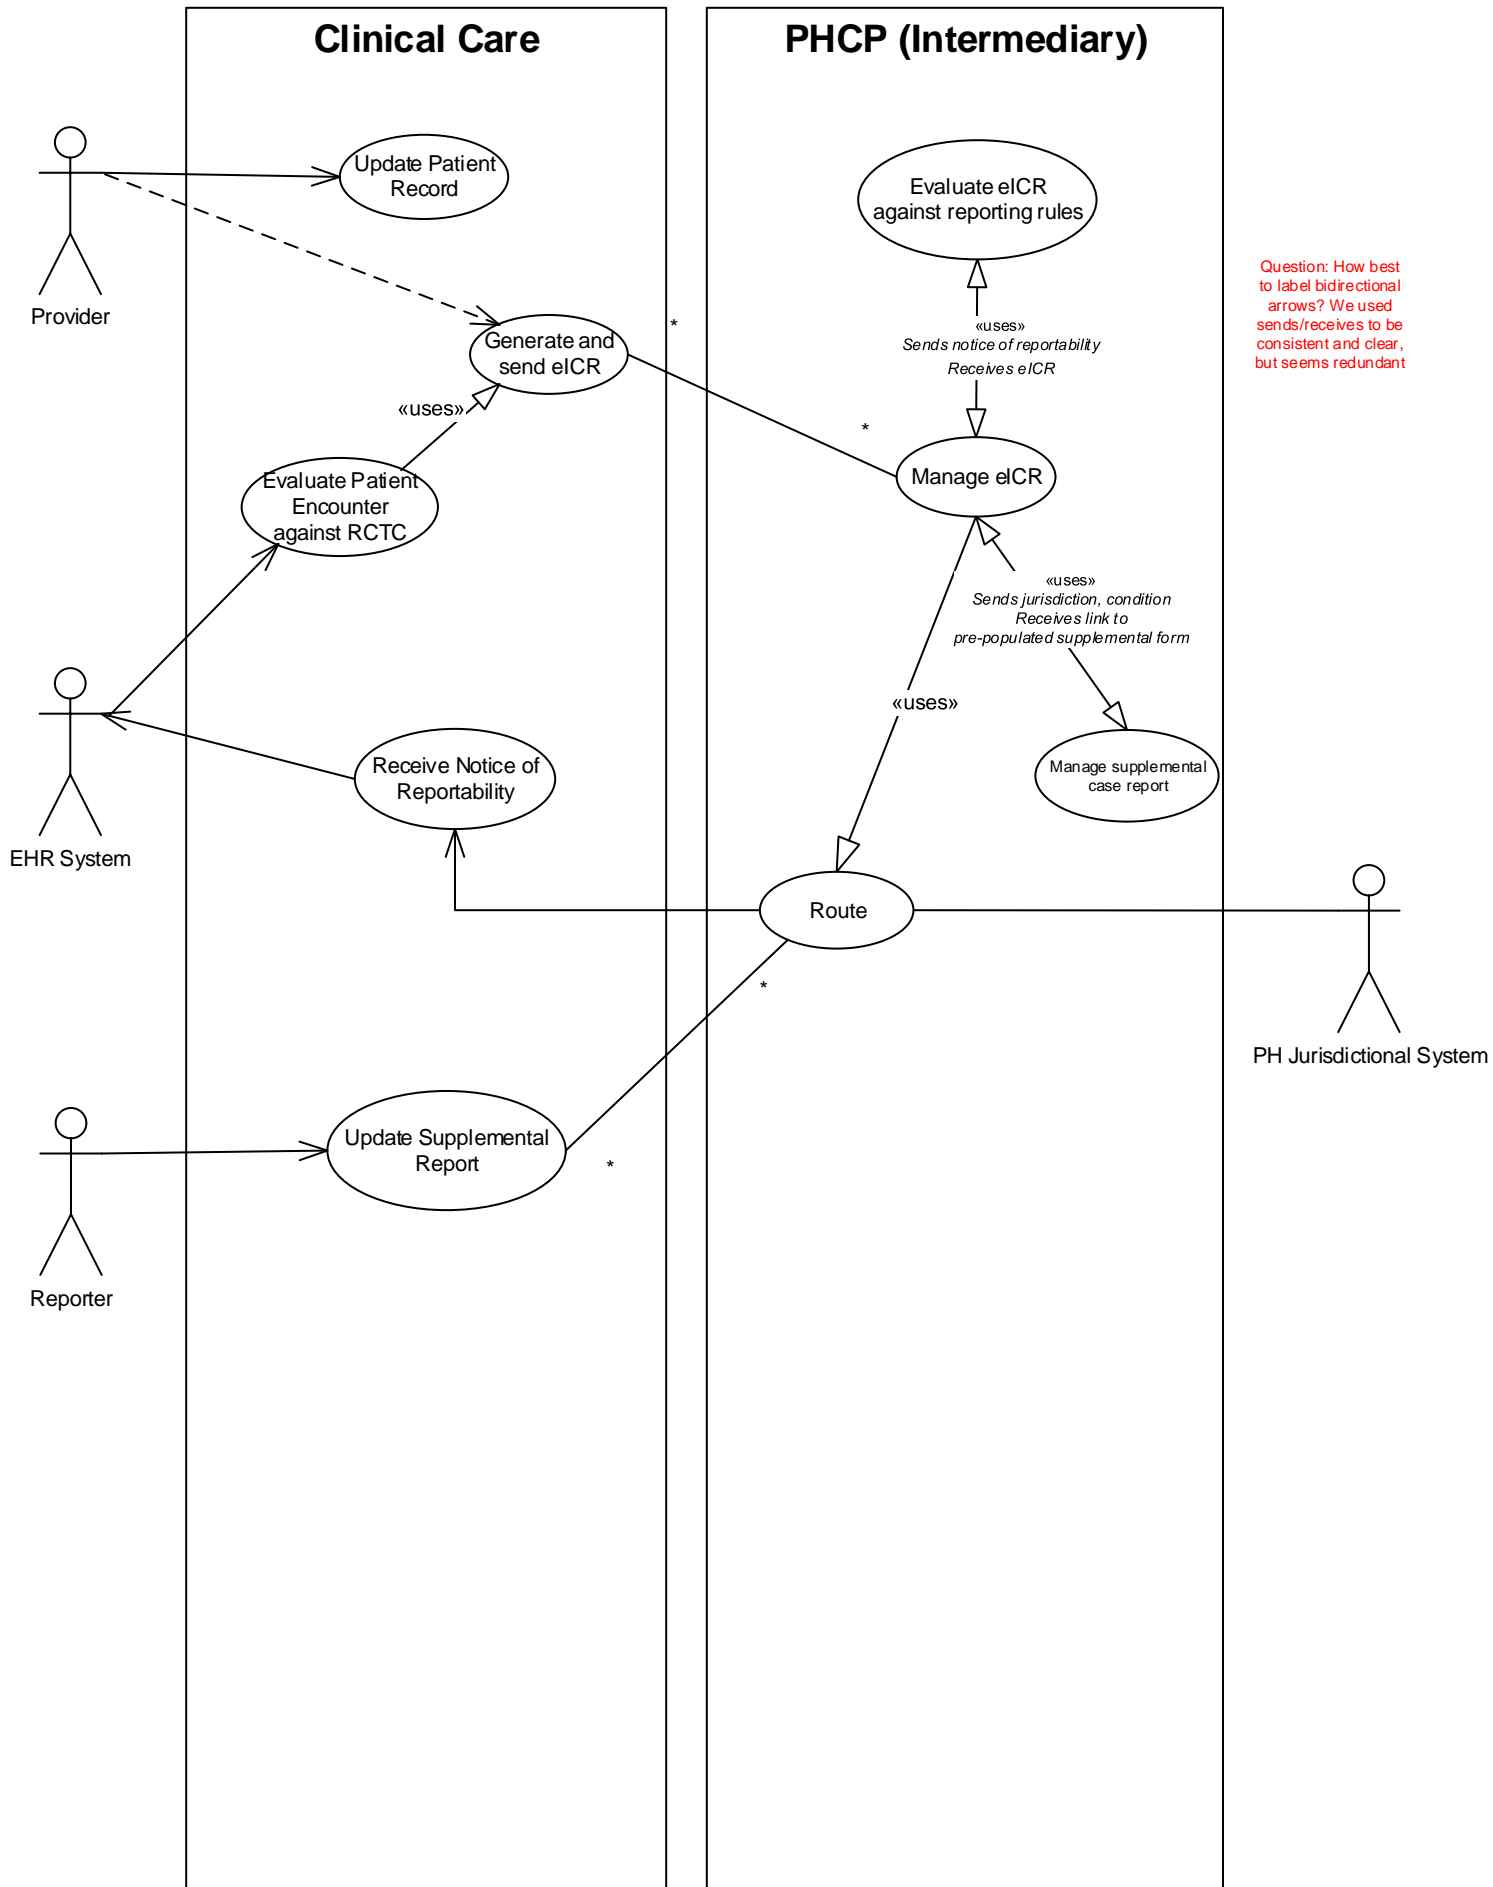 Clinical Care
PHCP (Intermediary)
Update Patient
Record
Provider
Evaluate eICR
against reporting rules
Question: How best
to label bidirectional
arrows? We used
sends/receives to be
consistent and clear,
but seems redundant
«uses»
Sends notice of reportability
Receives eICR
*
Generate and
send eICR
«uses»
*
Manage eICR
Evaluate Patient
Encounter
against RCTC
«uses»
Sends jurisdiction, condition
Receives link to
pre-populated supplemental form
«uses»
Manage supplemental
case report
Receive Notice of
Reportability
EHR System
Route
*
PH Jurisdictional System
Update Supplemental
Report
*
Reporter